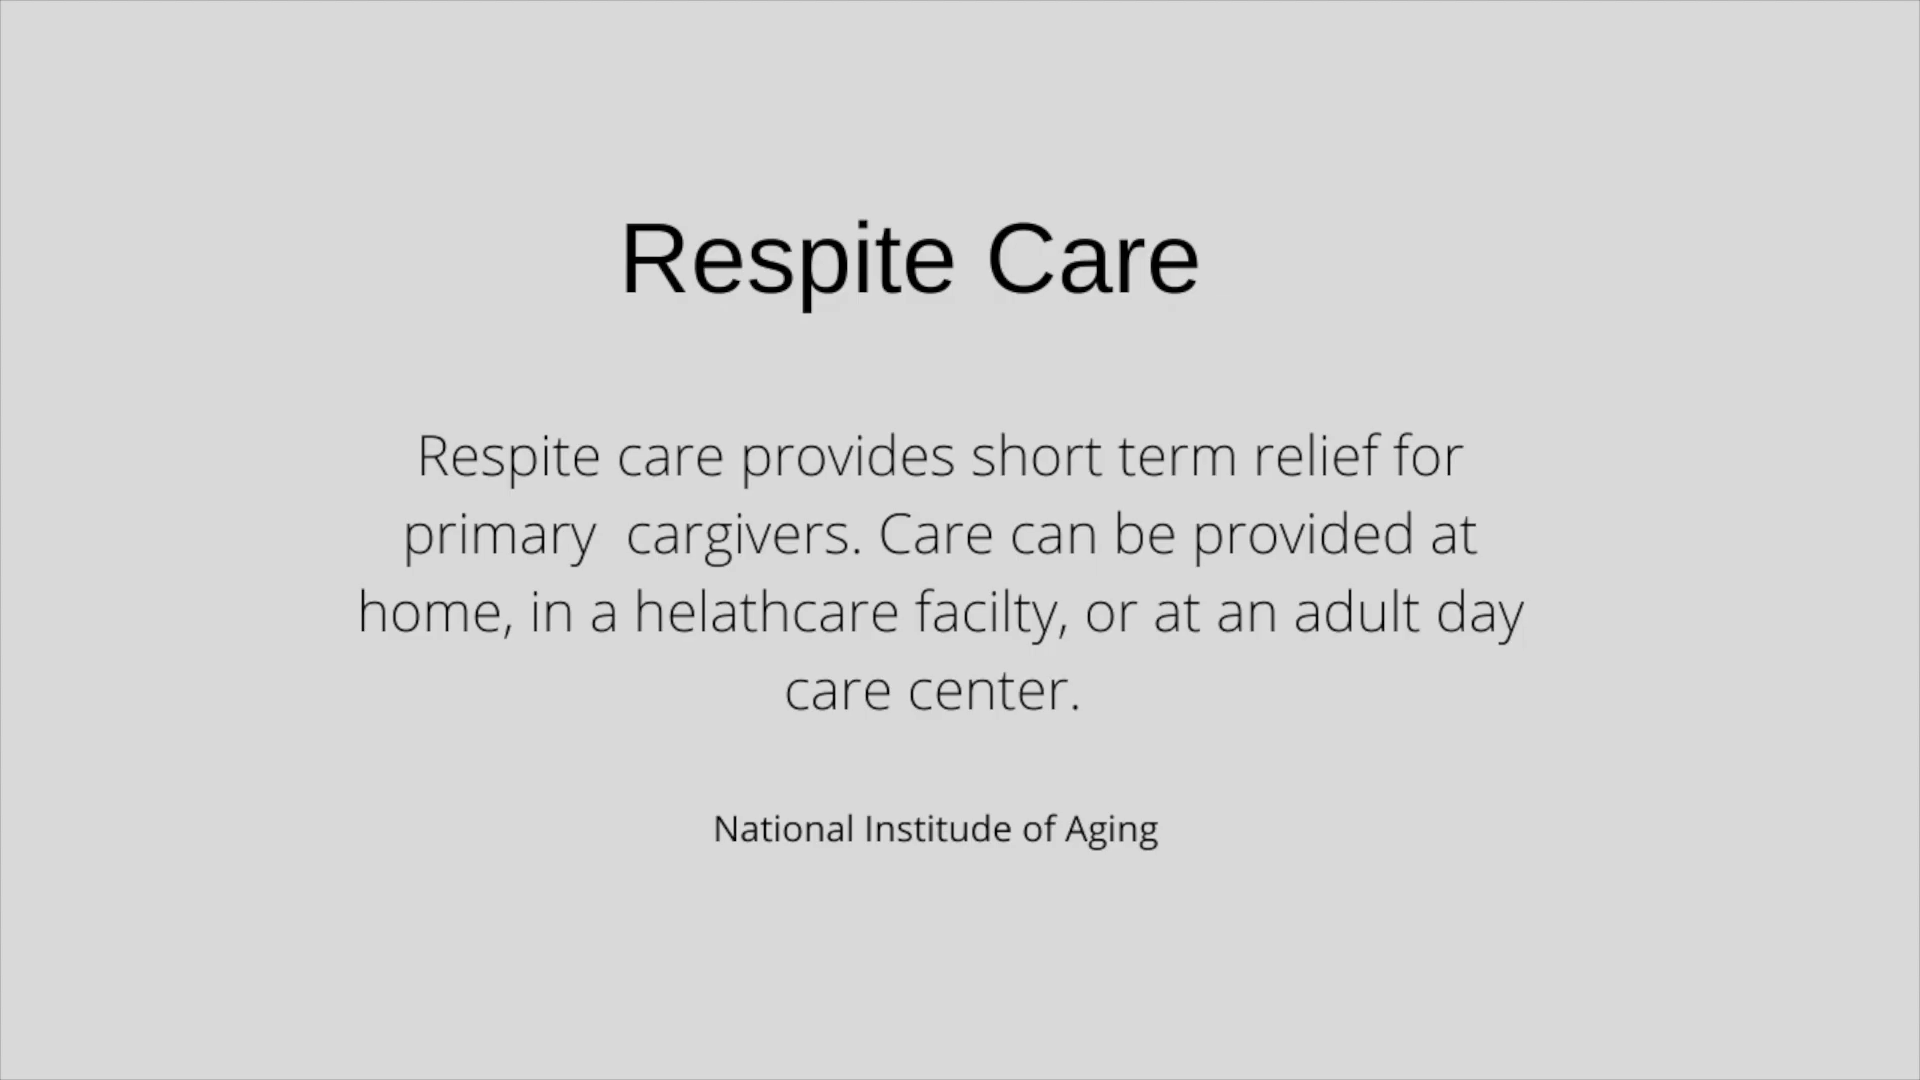 Respite Care
Respite care provides short term relief for
primary  cargivers. Care can be provided at
home, in a helathcare facilty, or at an adult day
care center.
National Institude of Aging